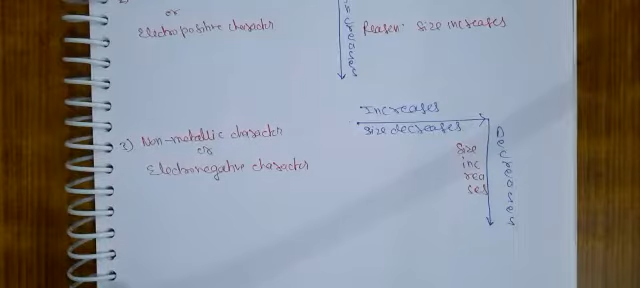 or
Electropositive character
increases
Reason: Size increases
Increases
Size decreases
3) Non-metallic character
or
Electronegative character
Size
inc
rea
ses
Decreases